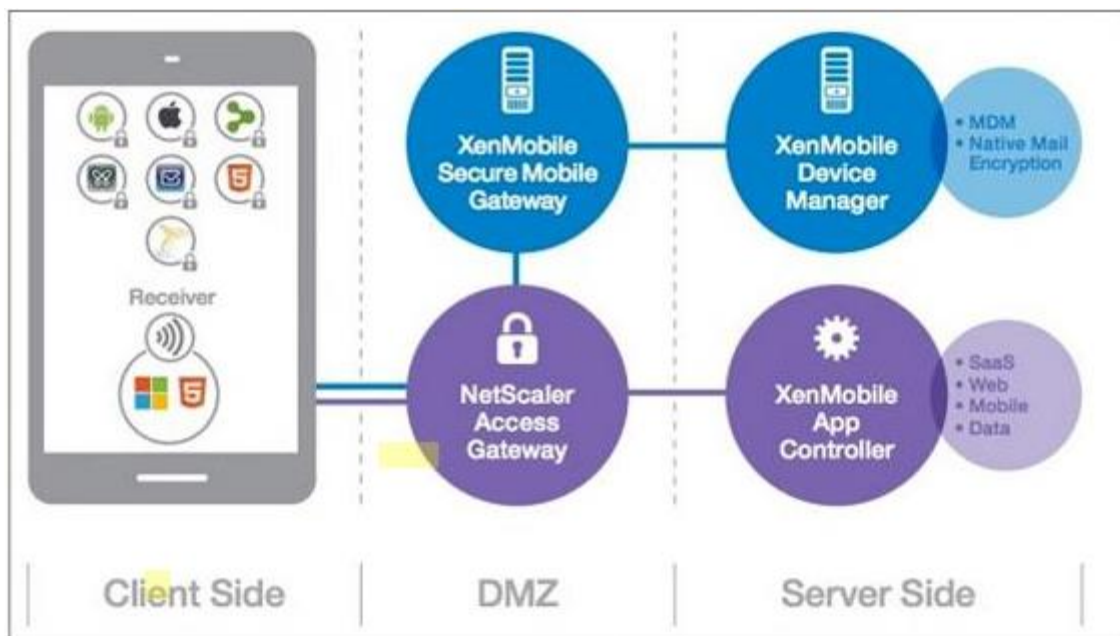 Receiver
XenMobile
Secure Mobile
Gateway
XenMobile
Device
Manager
• MDM
• Native Mail
Encryption
NetScaler
Access
Gateway
XenMobile
App
Controller
• SaaS
• Web
• Mobile
• Data
Client Side
DMZ
Server Side